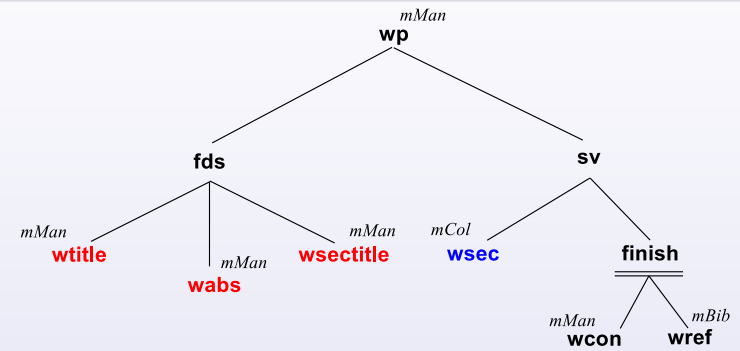 mMan
wp
fds
sv
mMan
wtitle
mMan
wabs
mMan
wsectitle
mCol
wsec
finish
mMan
wcon
mBib
wref